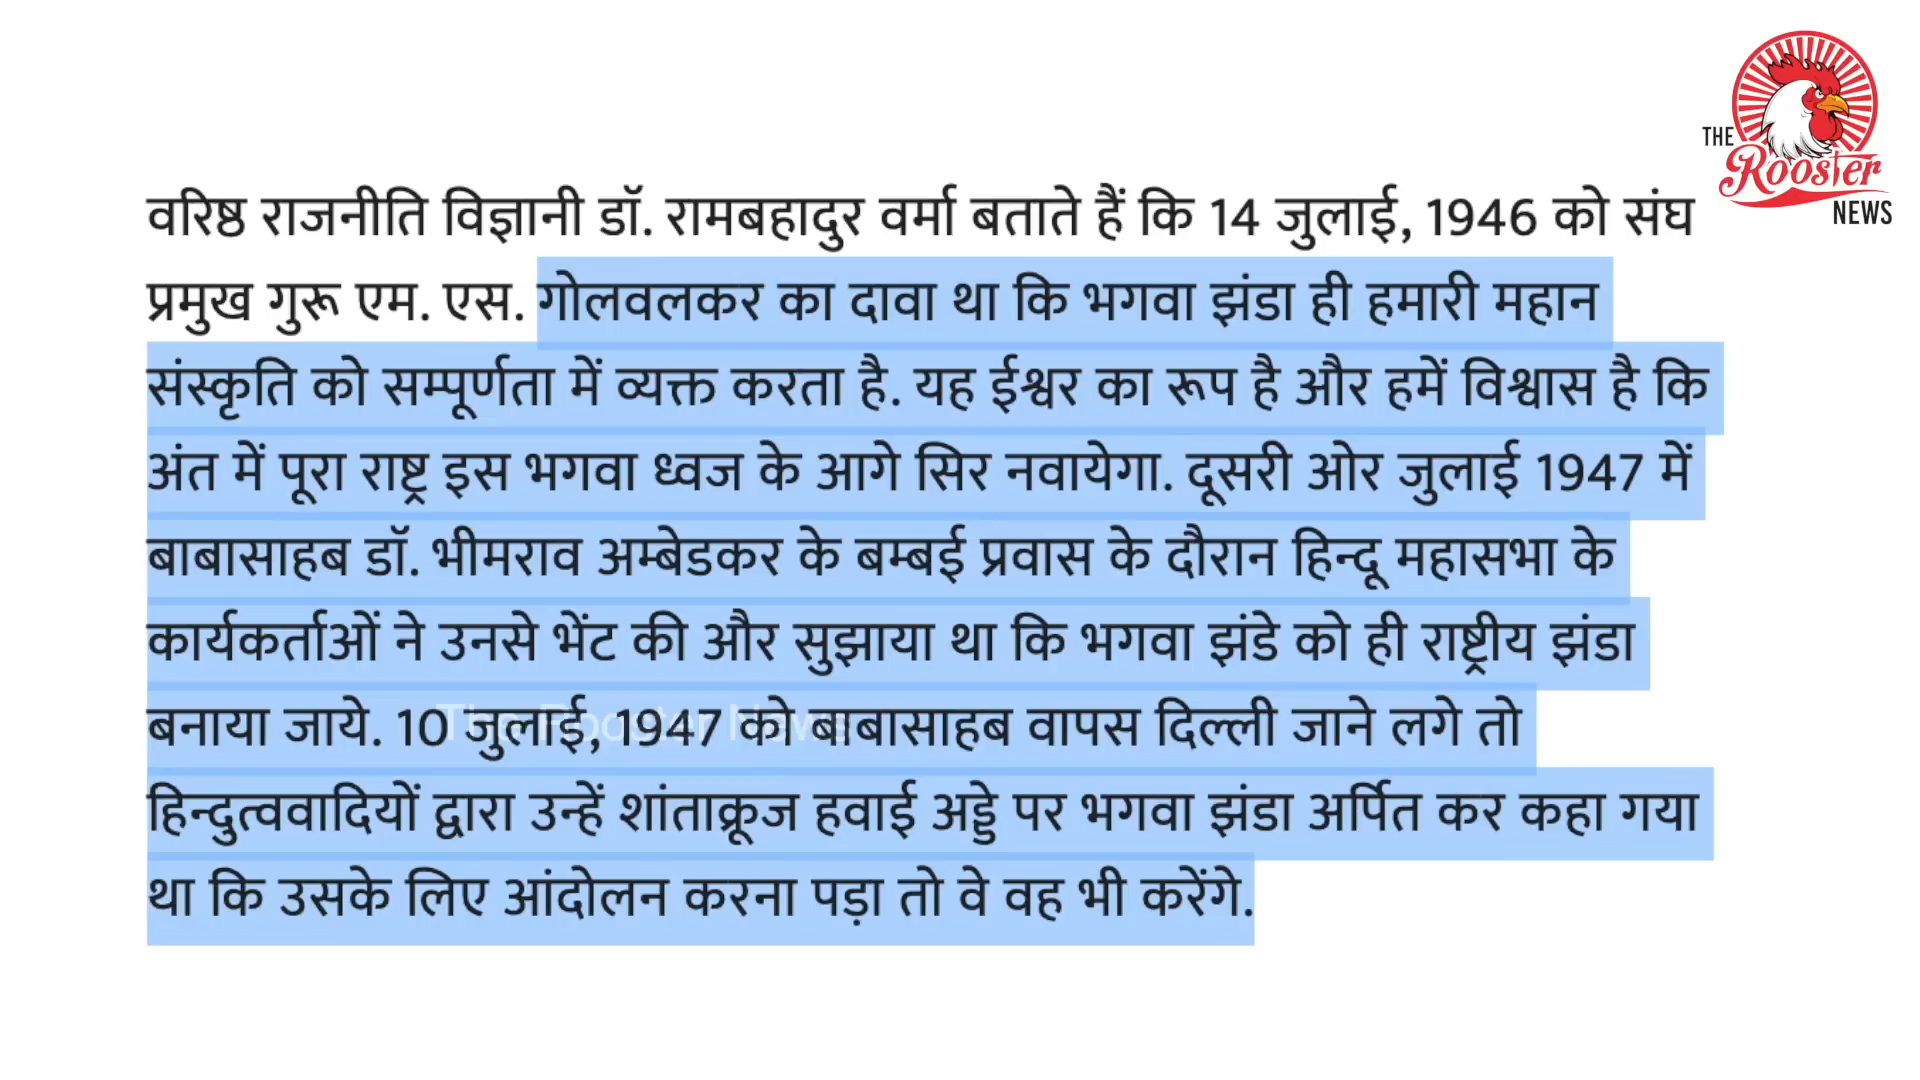 THE
Rooster
NEWS
वरिष्ठ राजनीति विज्ञानी डॉ. रामबहादुर वर्मा बताते हैं कि 14 जुलाई, 1946 को संघ
प्रमुख गुरू एम. एस. गोलवलकर का दावा था कि भगवा झंडा ही हमारी महान
संस्कृति को सम्पूर्णता में व्यक्त करता है. यह ईश्वर का रूप है और हमें विश्वास है कि
अंत में पूरा राष्ट्र इस भगवा ध्वज के आगे सिर नवायेगा. दूसरी ओर जुलाई 1947 में
बाबासाहब डॉ. भीमराव अम्बेडकर के बम्बई प्रवास के दौरान हिन्दू महासभा के
कार्यकर्ताओं ने उनसे भेंट की और सुझाया था कि भगवा झंडे को ही राष्ट्रीय झंडा
बनाया जाये. 10 जुलाई, 1947 को बाबासाहब वापस दिल्ली जाने लगे तो
The Rooster News
हिन्दुत्ववादियों द्वारा उन्हें शांताक्रूज हवाई अड्डे पर भगवा झंडा अर्पित कर कहा गया
था कि उसके लिए आंदोलन करना पड़ा तो वे वह भी करेंगे.